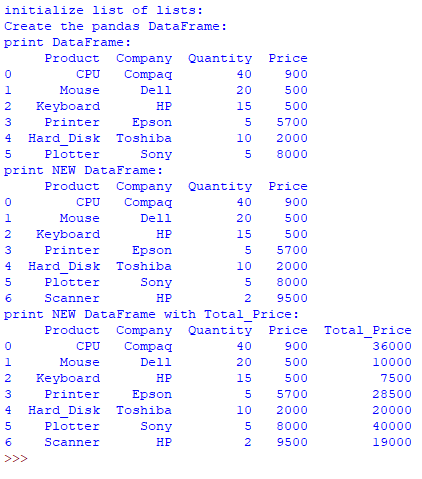 initialize list of lists:
Create the pandas DataFrame:
print DataFrame:
     Product  Company  Quantity  Price
0        CPU   Compaq        40    900
1      Mouse     Dell        20    500
2   Keyboard       HP        15    500
3    Printer    Epson         5   5700
4  Hard_Disk  Toshiba        10   2000
5    Plotter     Sony         5   8000
print NEW DataFrame:
     Product  Company  Quantity  Price
0        CPU   Compaq        40    900
1      Mouse     Dell        20    500
2   Keyboard       HP        15    500
3    Printer    Epson         5   5700
4  Hard_Disk  Toshiba        10   2000
5    Plotter     Sony         5   8000
6    Scanner       HP         2   9500
print NEW DataFrame with Total_Price:
     Product  Company  Quantity  Price  Total_Price
0        CPU   Compaq        40    900        36000
1      Mouse     Dell        20    500        10000
2   Keyboard       HP        15    500         7500
3    Printer    Epson         5   5700        28500
4  Hard_Disk  Toshiba        10   2000        20000
5    Plotter     Sony         5   8000        40000
6    Scanner       HP         2   9500        19000
>>>